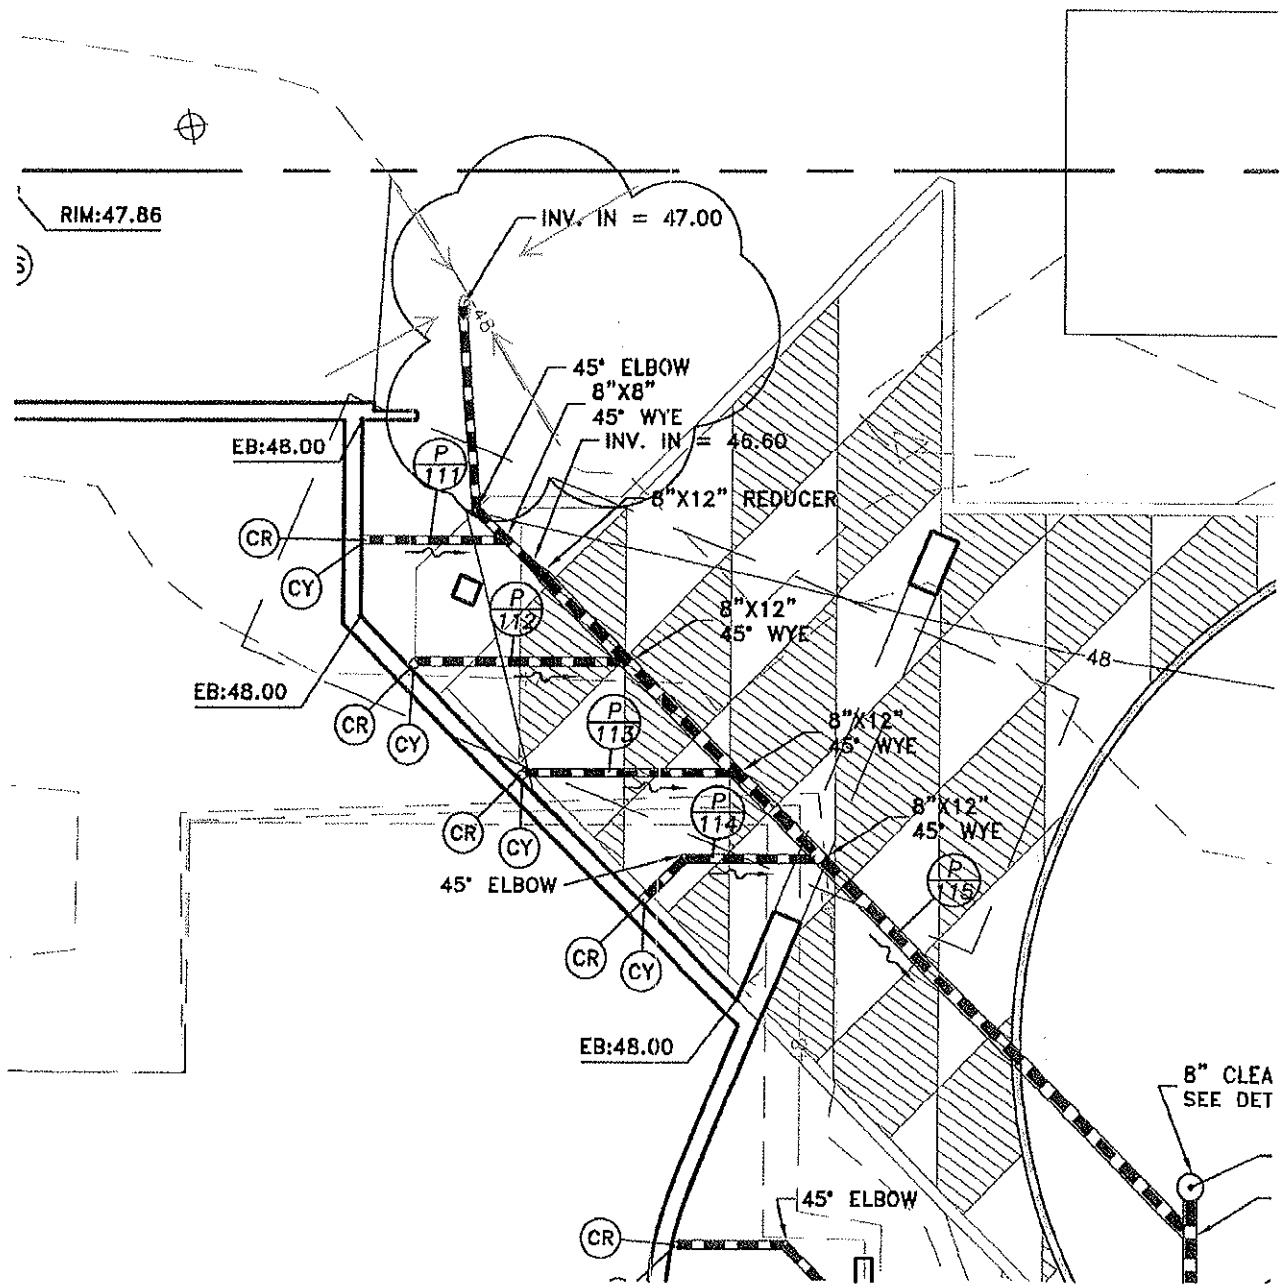 RIM:47.86
S
INV. IN = 47.00
48
45° ELBOW
8"X8"
45° WYE
INV. IN = 46.60
EB:48.00
P
111
8"X12" REDUCER
CR
CY
P
112
8"X12"
45° WYE
48
EB:48.00
CR
CY
P
113
8"X12"
45° WYE
CR
CY
P
114
8"X12"
45° WYE
45° ELBOW
P
115
CR
CY
EB:48.00
8" CLEA
SEE DET
45° ELBOW
CR